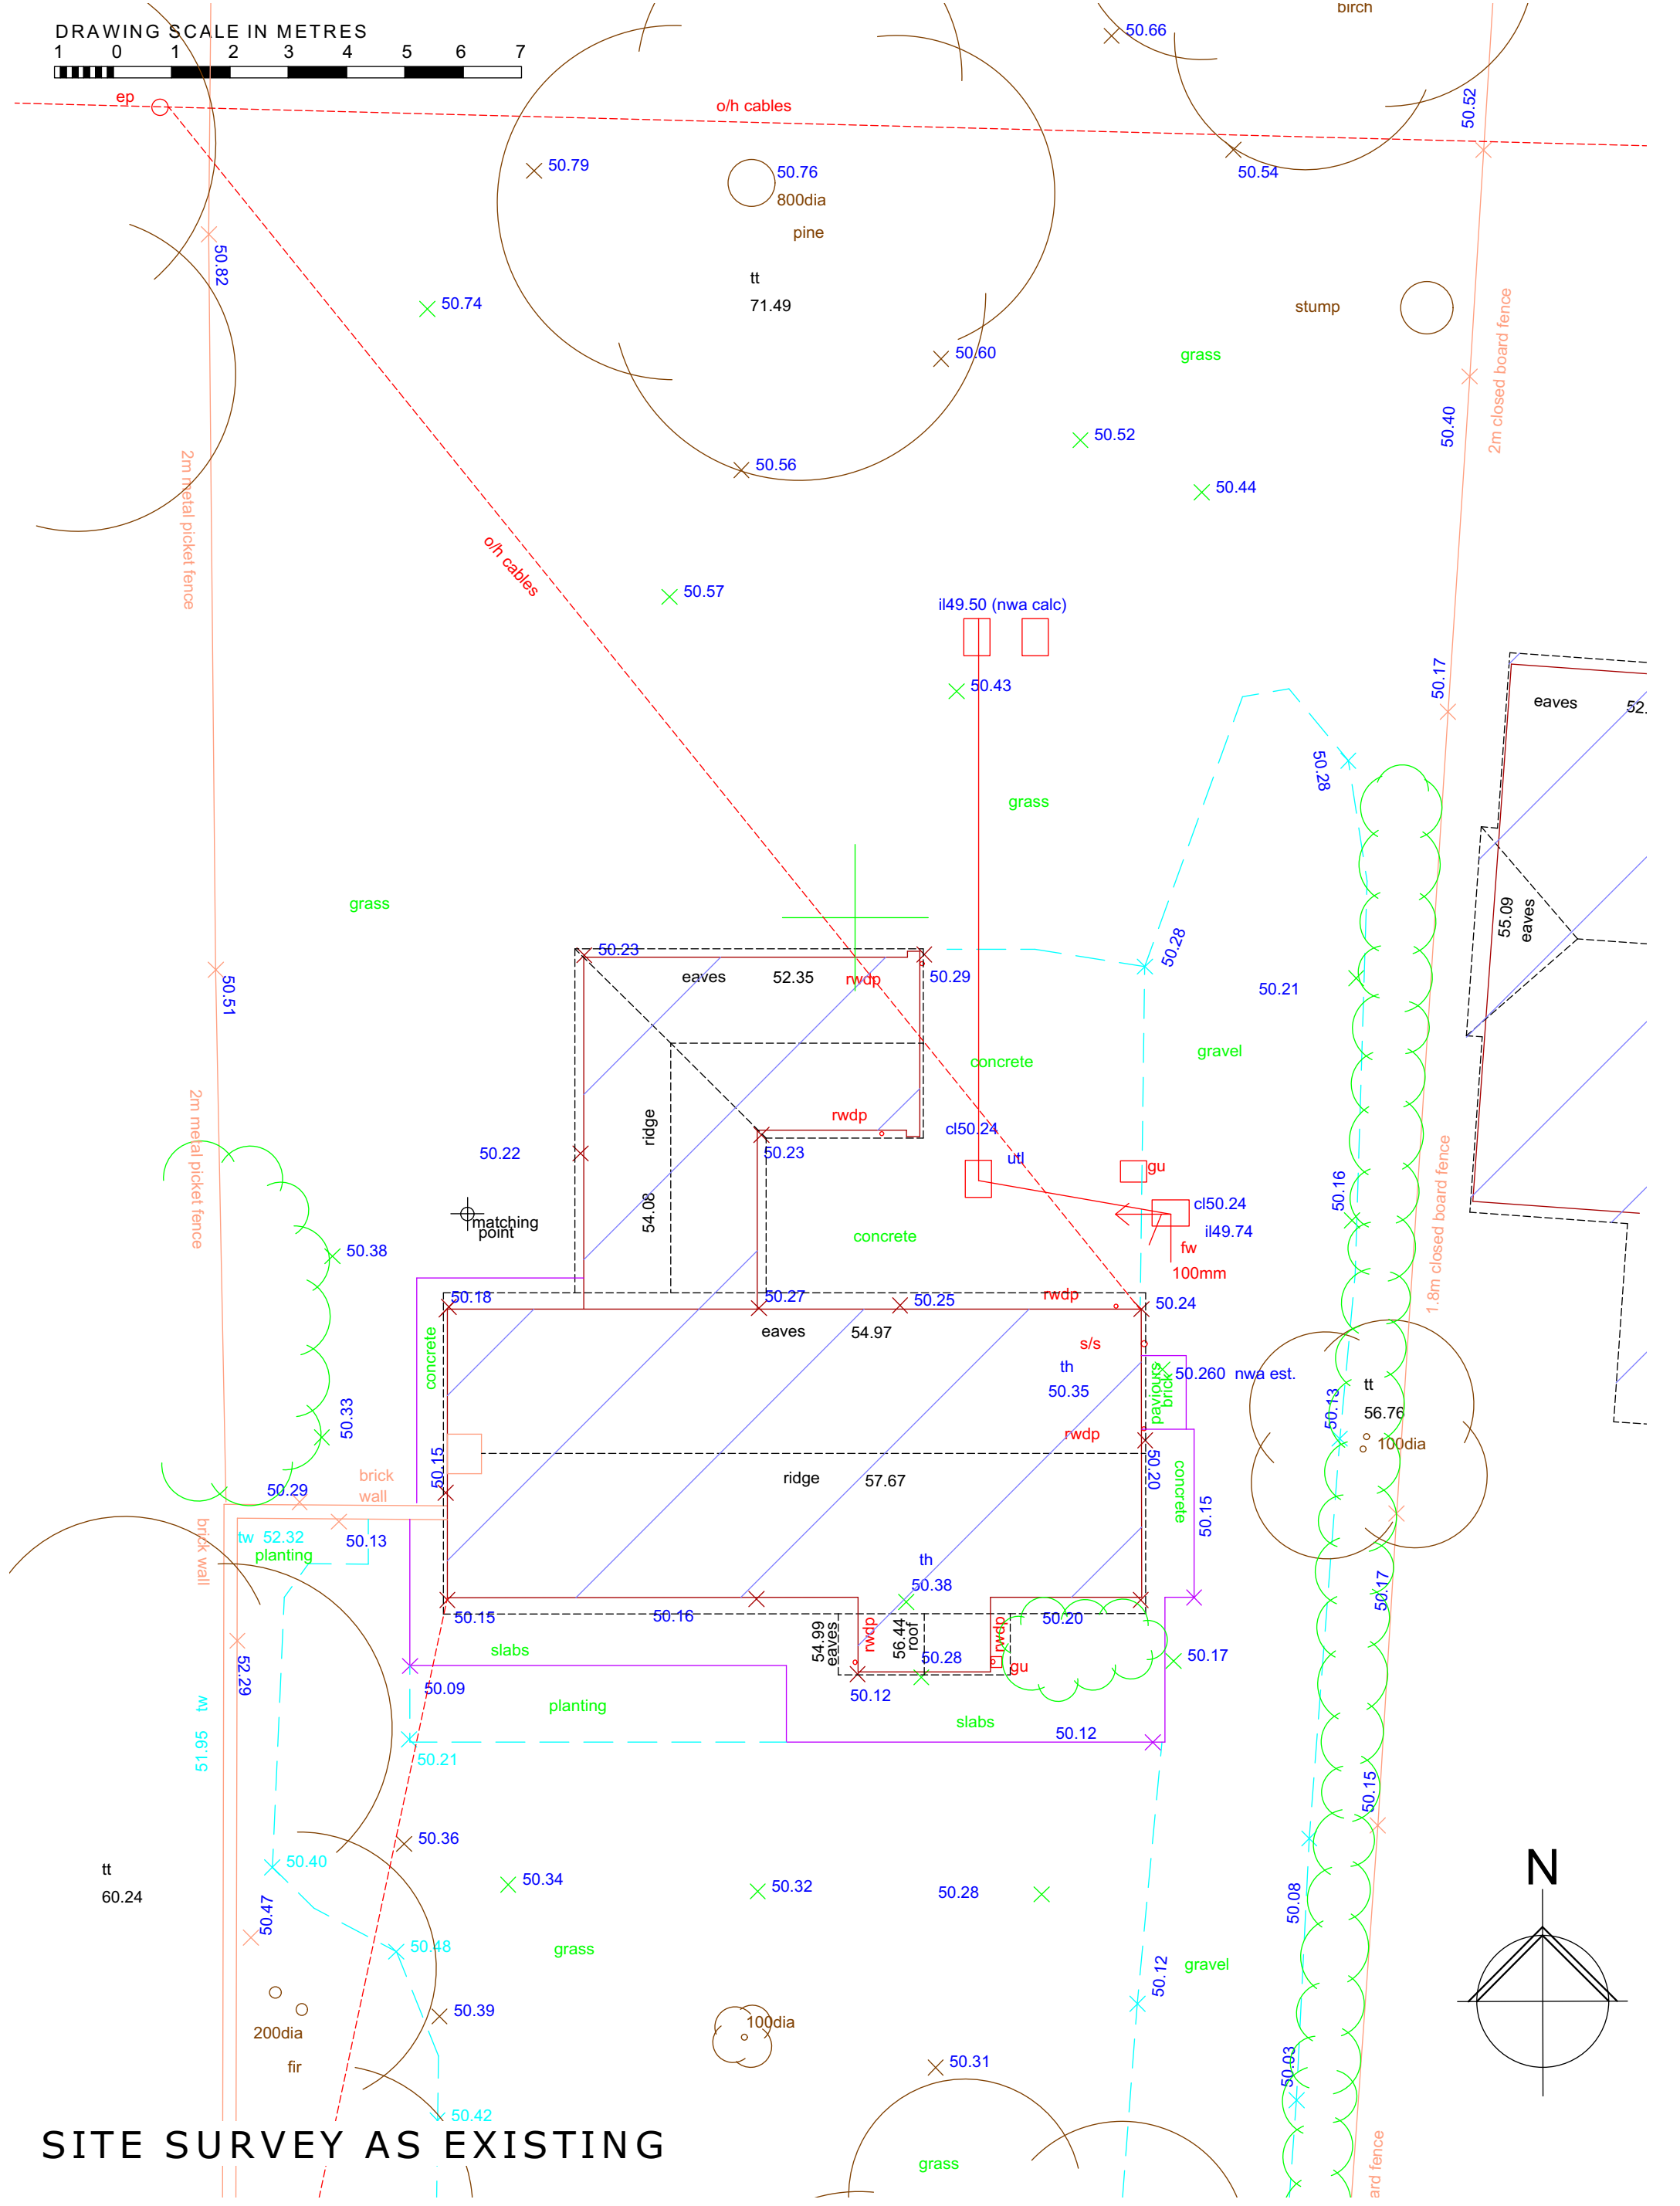 birch
DRAWING SCALE IN METRES
1 0 1 2 3 4 5 6 7
50.66
ep
o/h cables
50.52
50.79
50.76
800dia
pine
50.54
tt
71.49
50.82
50.74
stump
2m closed board fence
50.60
grass
50.40
50.52
50.56
50.44
2m metal picket fence
o/h cables
50.57
il49.50 (nwa calc)
50.43
50.17
eaves
52.
50.28
grass
grass
55.09
eaves
50.23
50.28
eaves 52.35
rwdp
50.29
50.21
50.51
gravel
concrete
2m metal picket fence
ridge
rwdp
cl50.24
50.22
50.23
utl
gu
50.16
54.08
cl50.24
matching
point
il49.74
50.38
concrete
fw
100mm
1.8m closed board fence
50.18
50.27
50.25
rwdp
50.24
eaves 54.97
concrete
s/s
th
50.35
paviours
brick
50.260 nwa est.
tt
56.76
50.13
50.33
rwdp
100dia
50.15
brick
wall
ridge 57.67
50.20
concrete
50.15
50.29
brick wall
tw 52.32
50.13
planting
th
50.38
50.17
50.15
50.16
50.20
54.99
eaves
rwdp
56.44
roof
rwdp
slabs
50.28
gu
50.17
52.29
50.09
50.12
planting
slabs
50.12
tw 51.95
50.21
50.15
50.36
tt
60.24
50.40
50.34
50.32
50.28
50.47
50.08
N
50.48
grass
gravel
50.12
50.39
200dia
100dia
fir
50.31
50.03
50.42
SITE SURVEY AS EXISTING
grass
ard fence